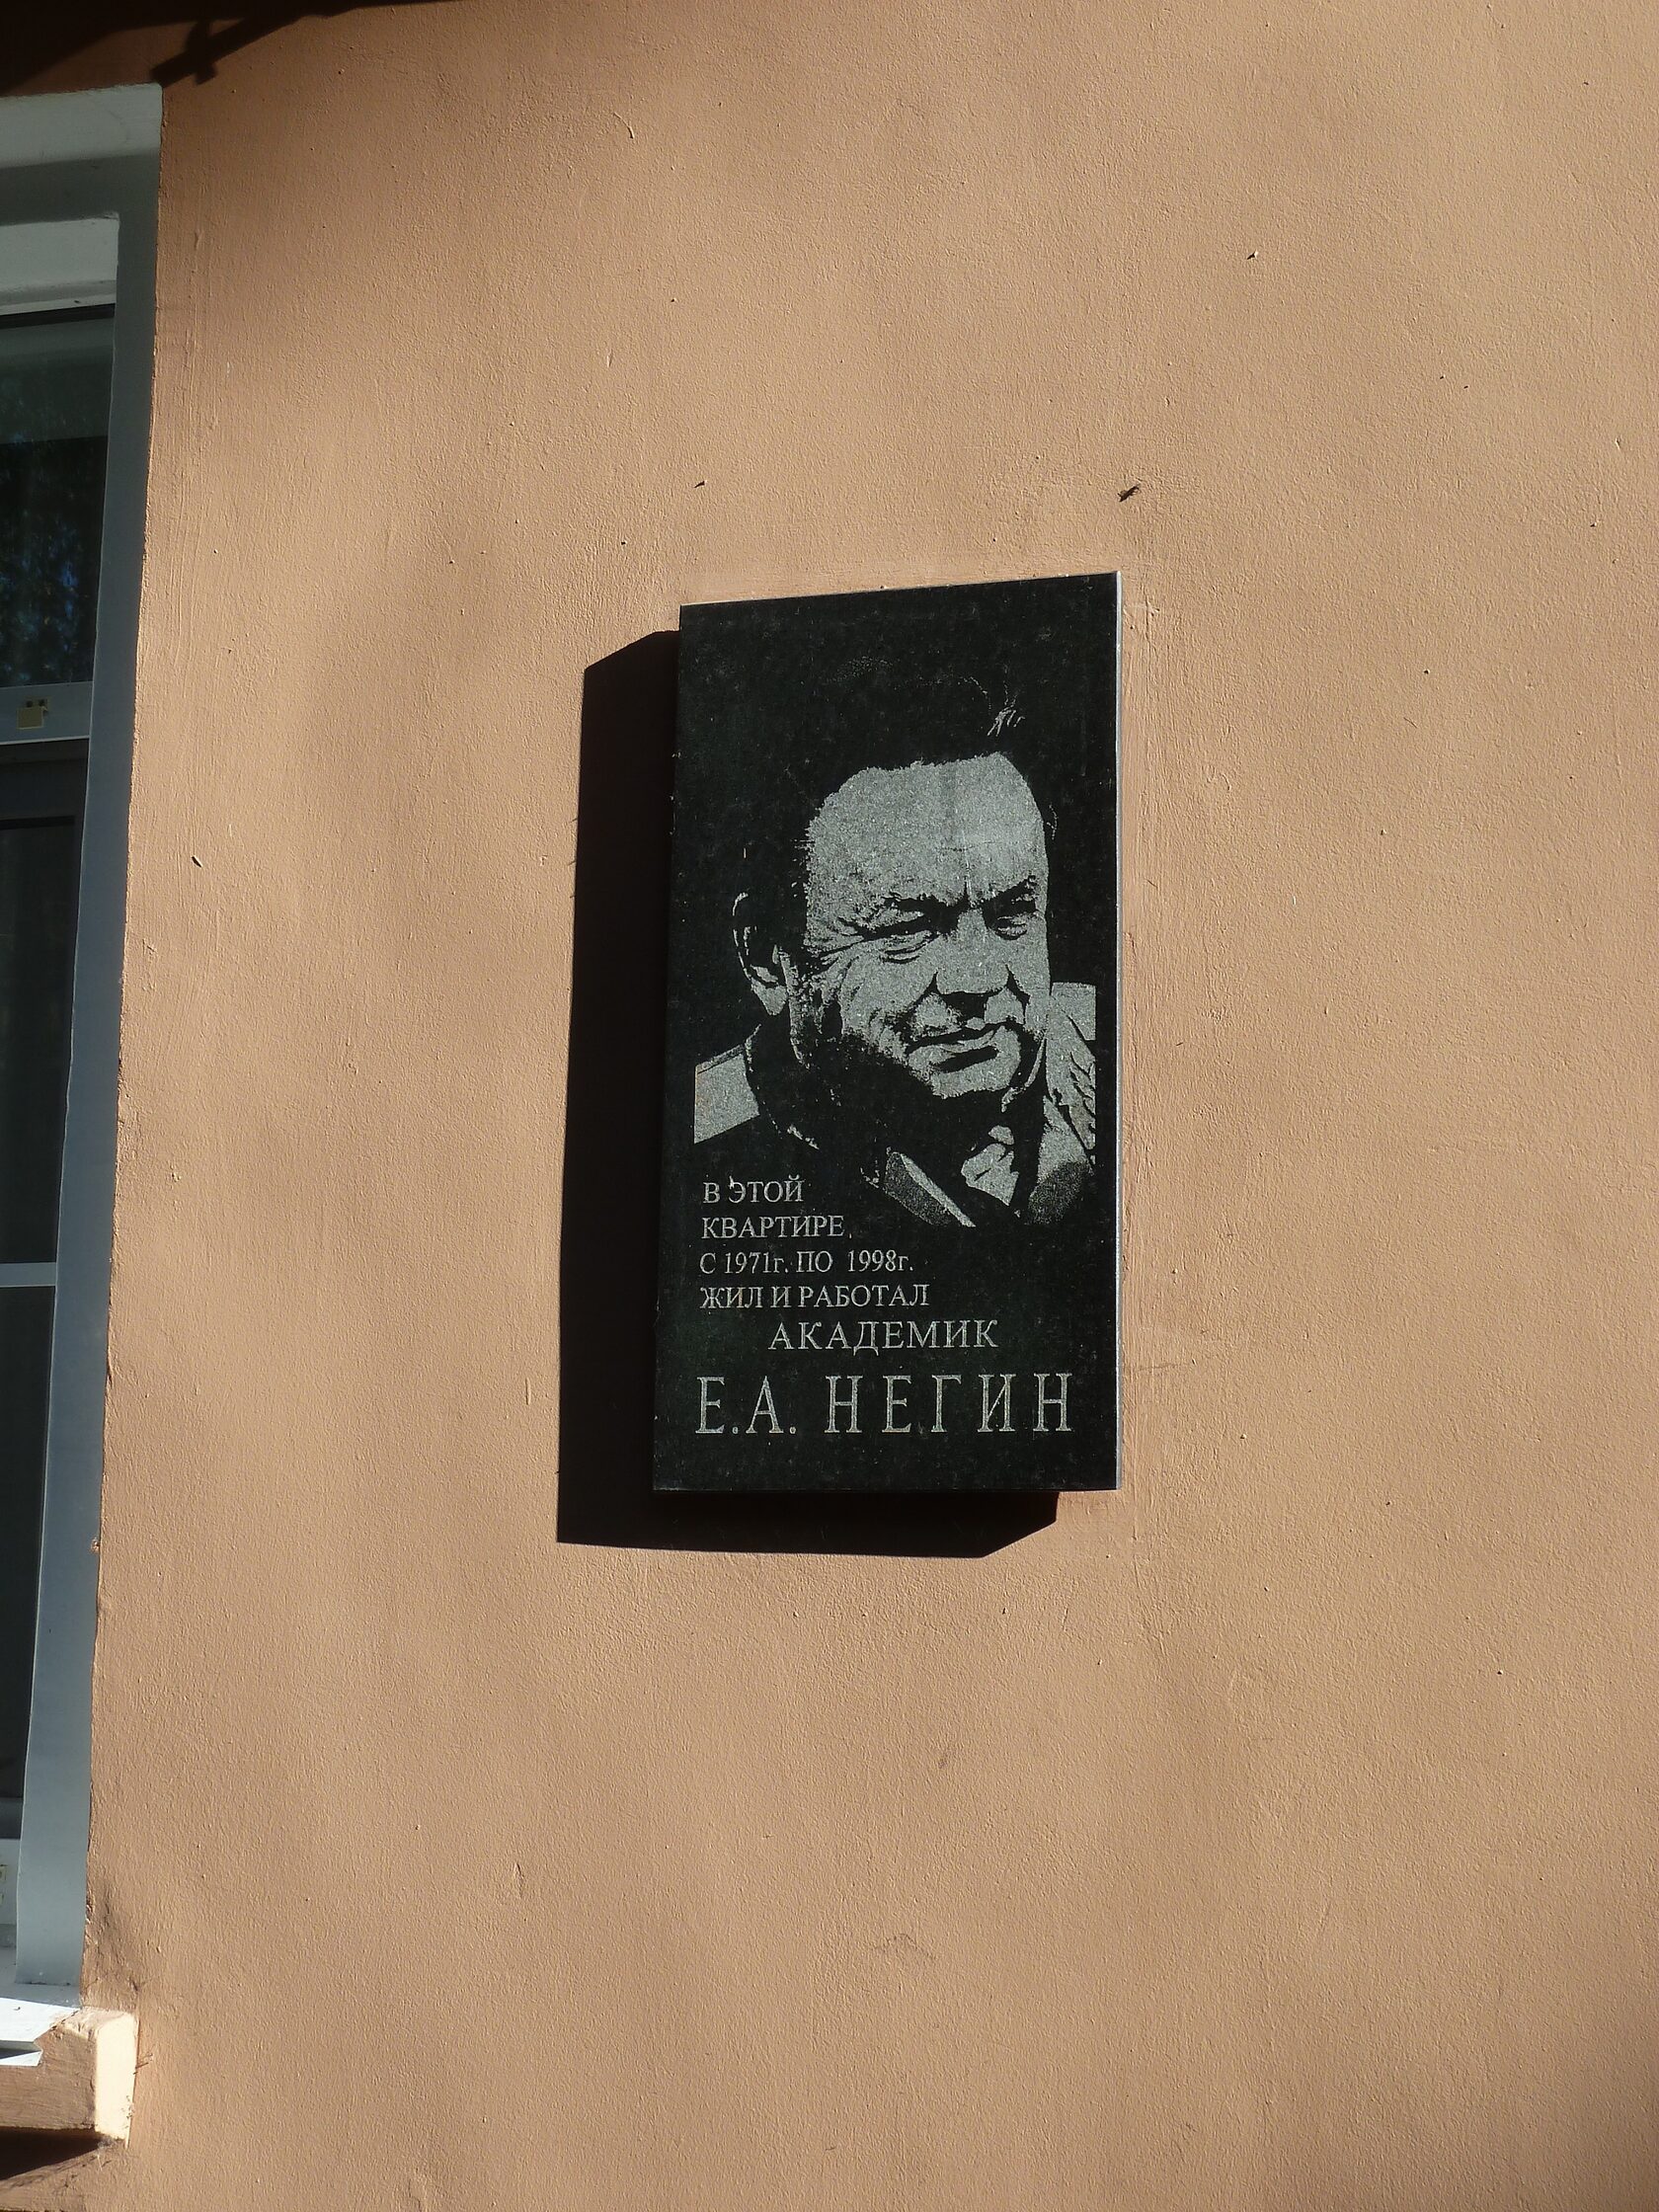 В ЭТОЙ
КВАРТИРЕ
С 1971г. ПО 1998г.
ЖИЛ И РАБОТАЛ
АКАДЕМИК
Е.А. НЕГИН